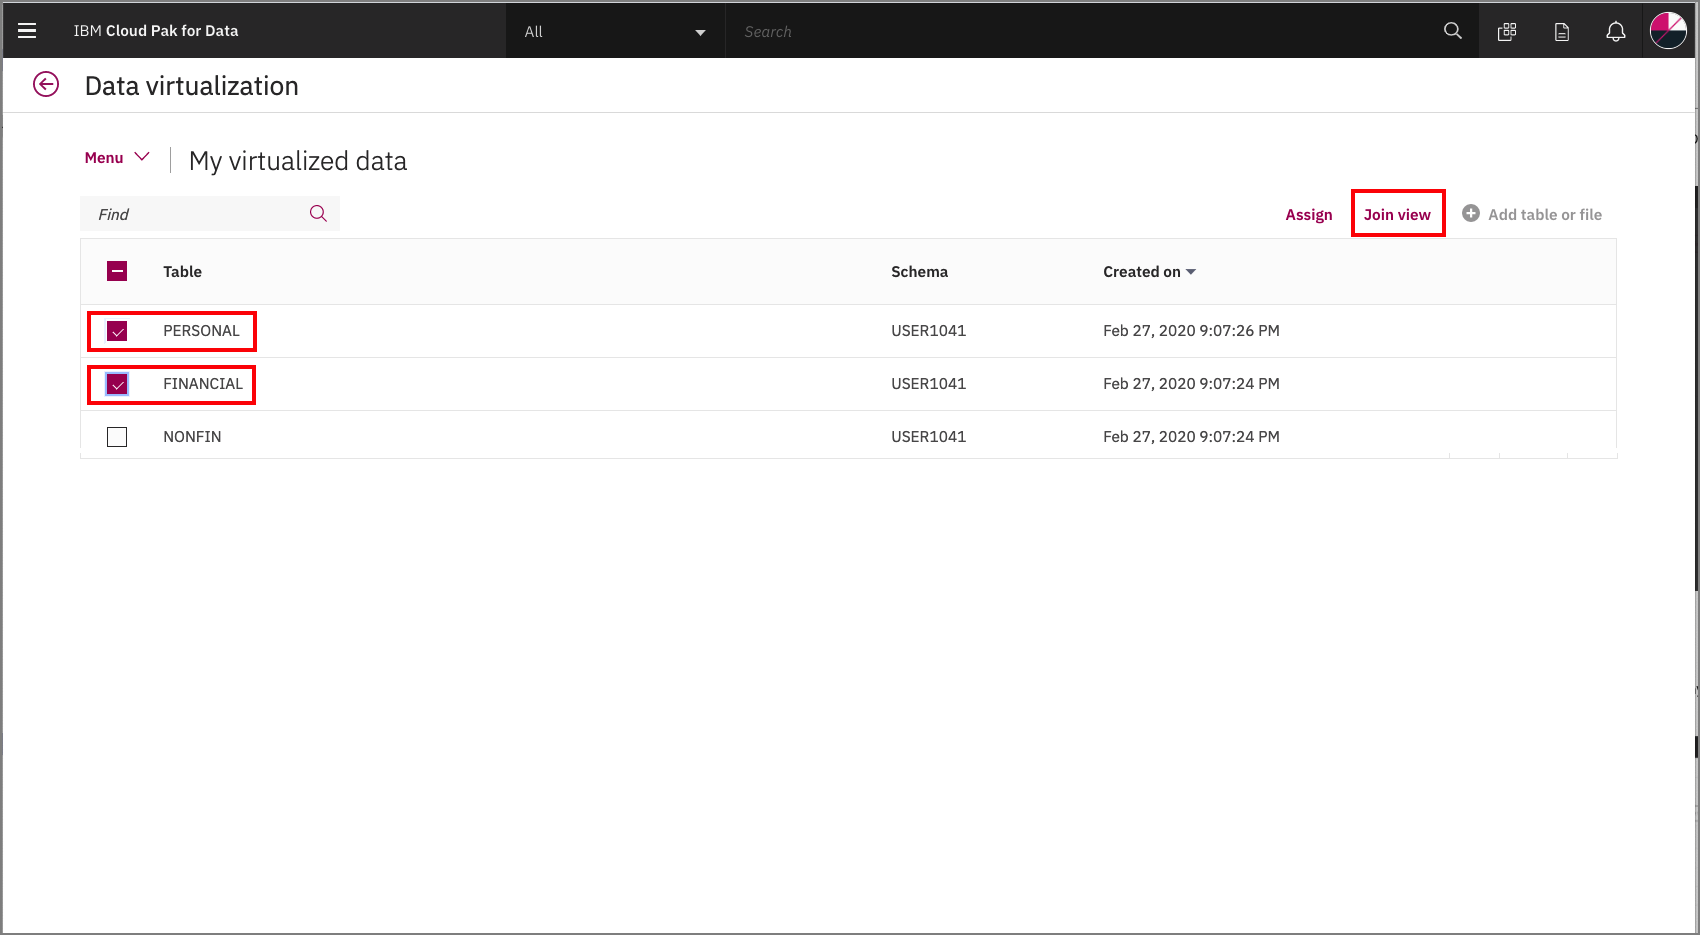 IBM Cloud Pak for Data All Search
Data virtualization
Menu My virtualized data
Find Assign Join view Add table or file
Table Schema Created on
PERSONAL USER1041 Feb 27, 2020 9:07:26 PM
FINANCIAL USER1041 Feb 27, 2020 9:07:24 PM
NONFIN USER1041 Feb 27, 2020 9:07:24 PM